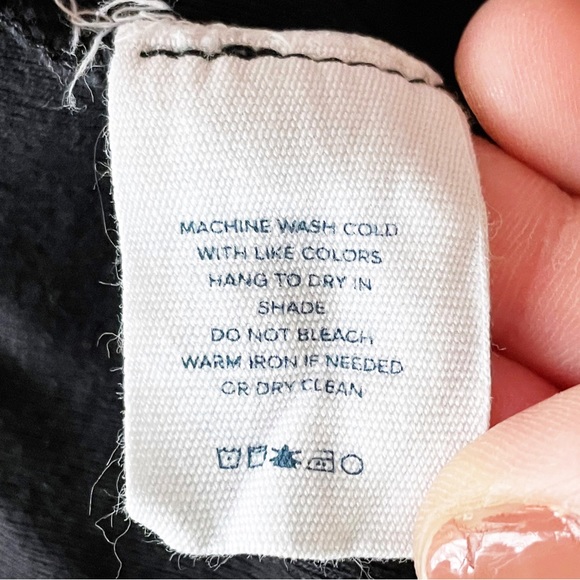 MACHINE WASH COLD
WITH LIKE COLORS
HANG TO DRY IN
SHADE
DO NOT BLEACH
WARM IRON IF NEEDED
OR DRY CLEAN